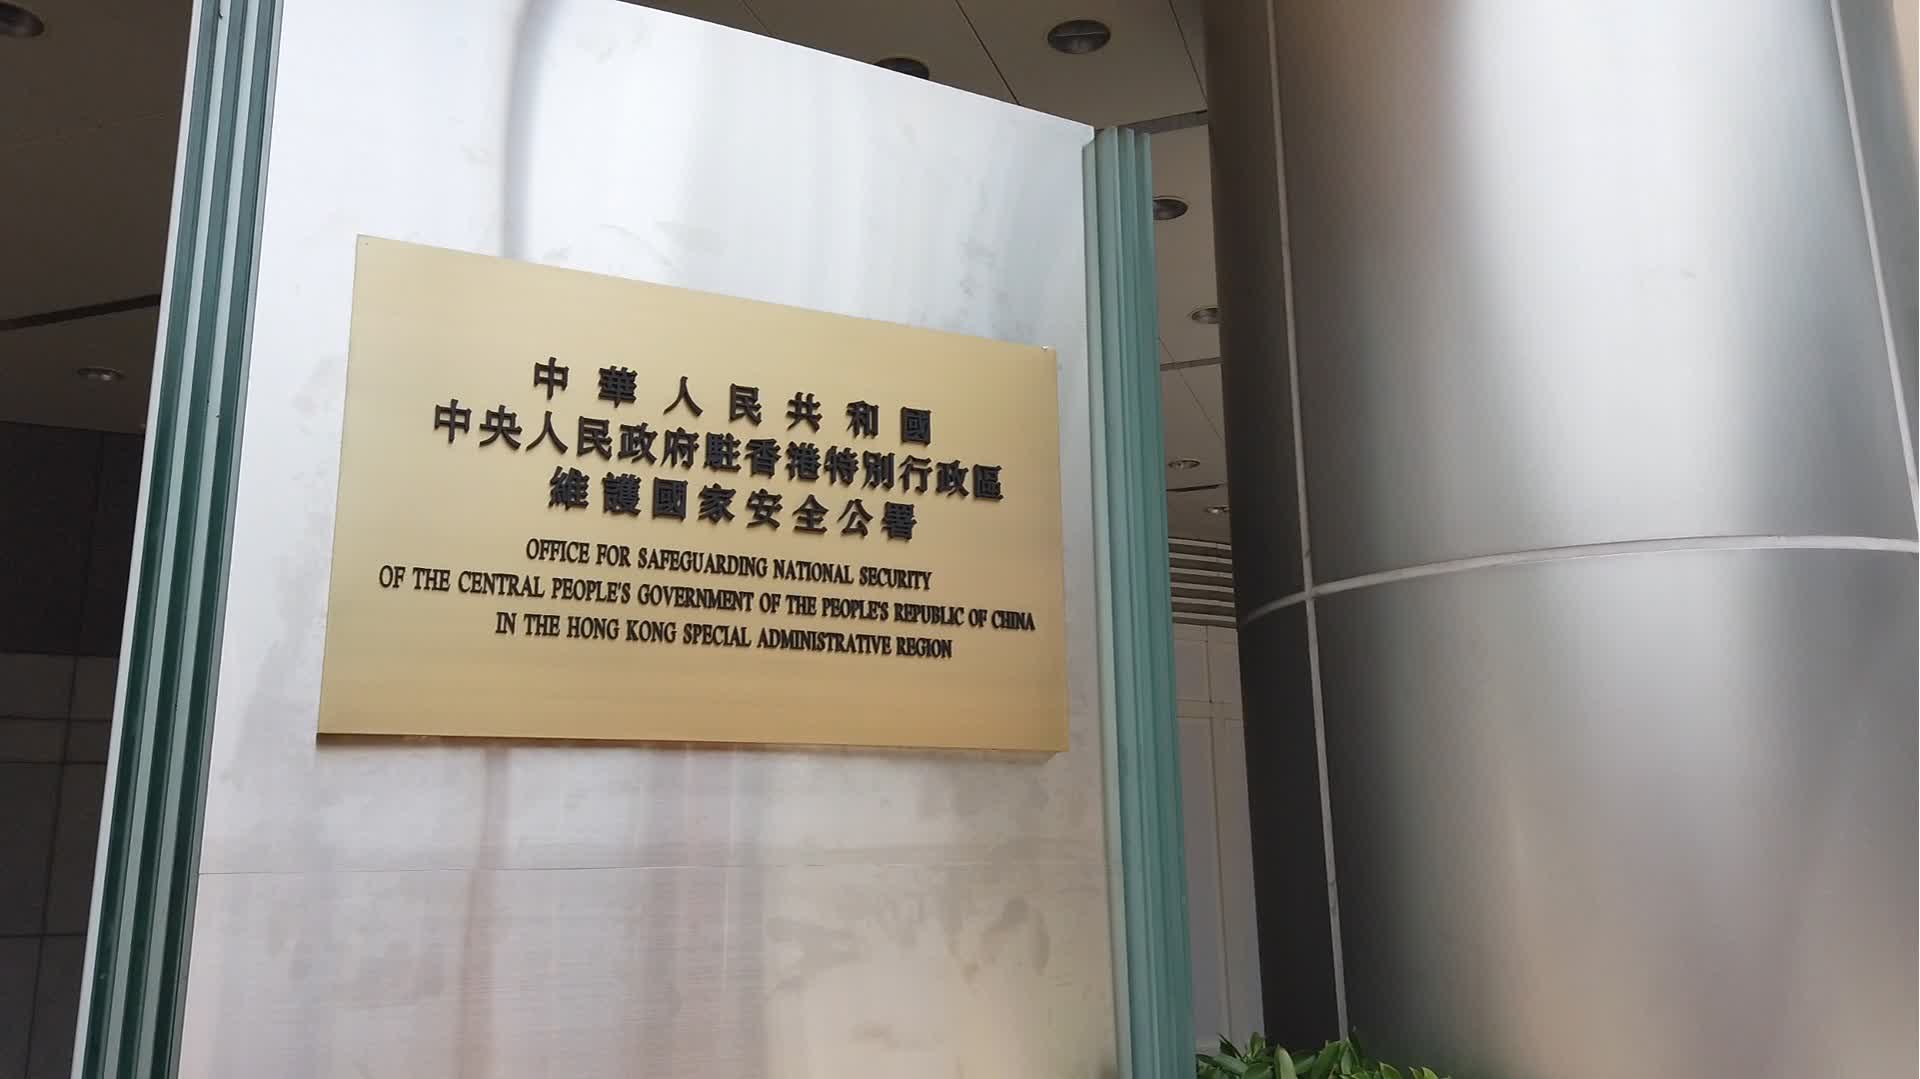 中華人民共和國
中央人民政府駐香港特別行政區
維護國家安全公署
OFFICE FOR SAFEGUARDING NATIONAL SECURITY
OF THE CENTRAL PEOPLE'S GOVERNMENT OF THE PEOPLE'S REPUBLIC OF CHINA
IN THE HONG KONG SPECIAL ADMINISTRATIVE REGION